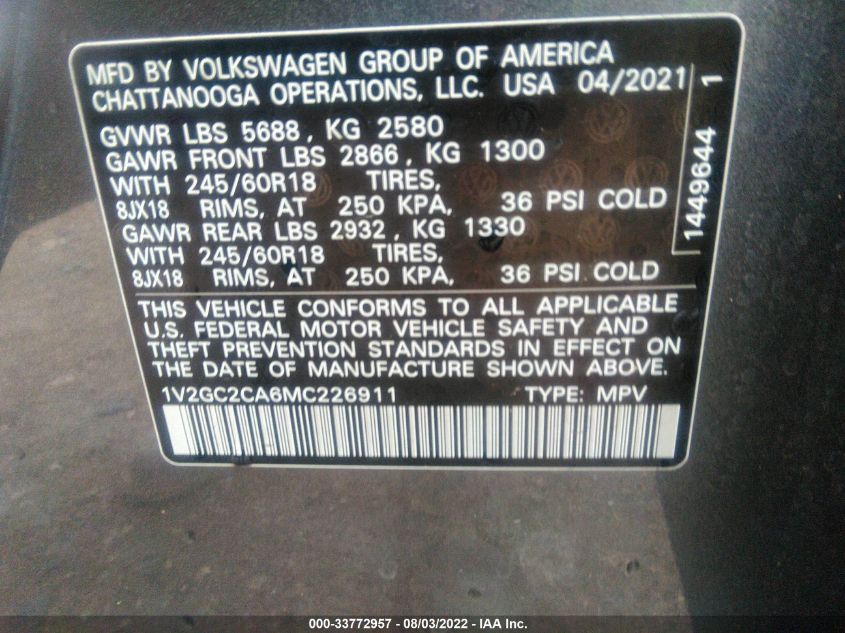 MFD BY VOLKSWAGEN GROUP OF AMERICA
CHATTANOOGA OPERATIONS, LLC. USA 04/2021
GVWR LBS 5688, KG 2580
GAWR FRONT LBS 2866, KG 1300
WITH 245/60R18 TIRES,
8JX18 RIMS, AT 250 KPA, 36 PSI COLD
GAWR REAR LBS 2932, KG 1330
WITH 245/60R18 TIRES,
8JX18 RIMS, AT 250 KPA, 36 PSI COLD
1449644 1
THIS VEHICLE CONFORMS TO ALL APPLICABLE
U.S. FEDERAL MOTOR VEHICLE SAFETY AND
THEFT PREVENTION STANDARDS IN EFFECT ON
THE DATE OF MANUFACTURE SHOWN ABOVE.
1V2GC2CA6MC226911 TYPE: MPV
000-33772957 - 08/03/2022 - IAA Inc.